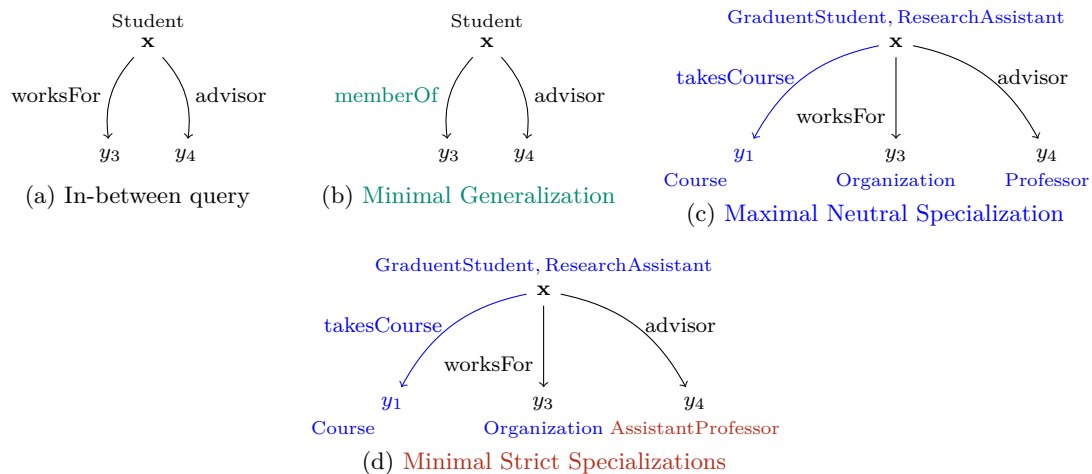 Student
x
worksFor
advisor
y3
y4
(a) In-between query
Student
x
memberOf
advisor
y3
y4
(b) Minimal Generalization
GraduentStudent, ResearchAssistant
x
takesCourse
worksFor
advisor
y1
y3
y4
Course
Organization
Professor
(c) Maximal Neutral Specialization
GraduentStudent, ResearchAssistant
x
takesCourse
worksFor
advisor
y1
y3
y4
Course
Organization
AssistantProfessor
(d) Minimal Strict Specializations